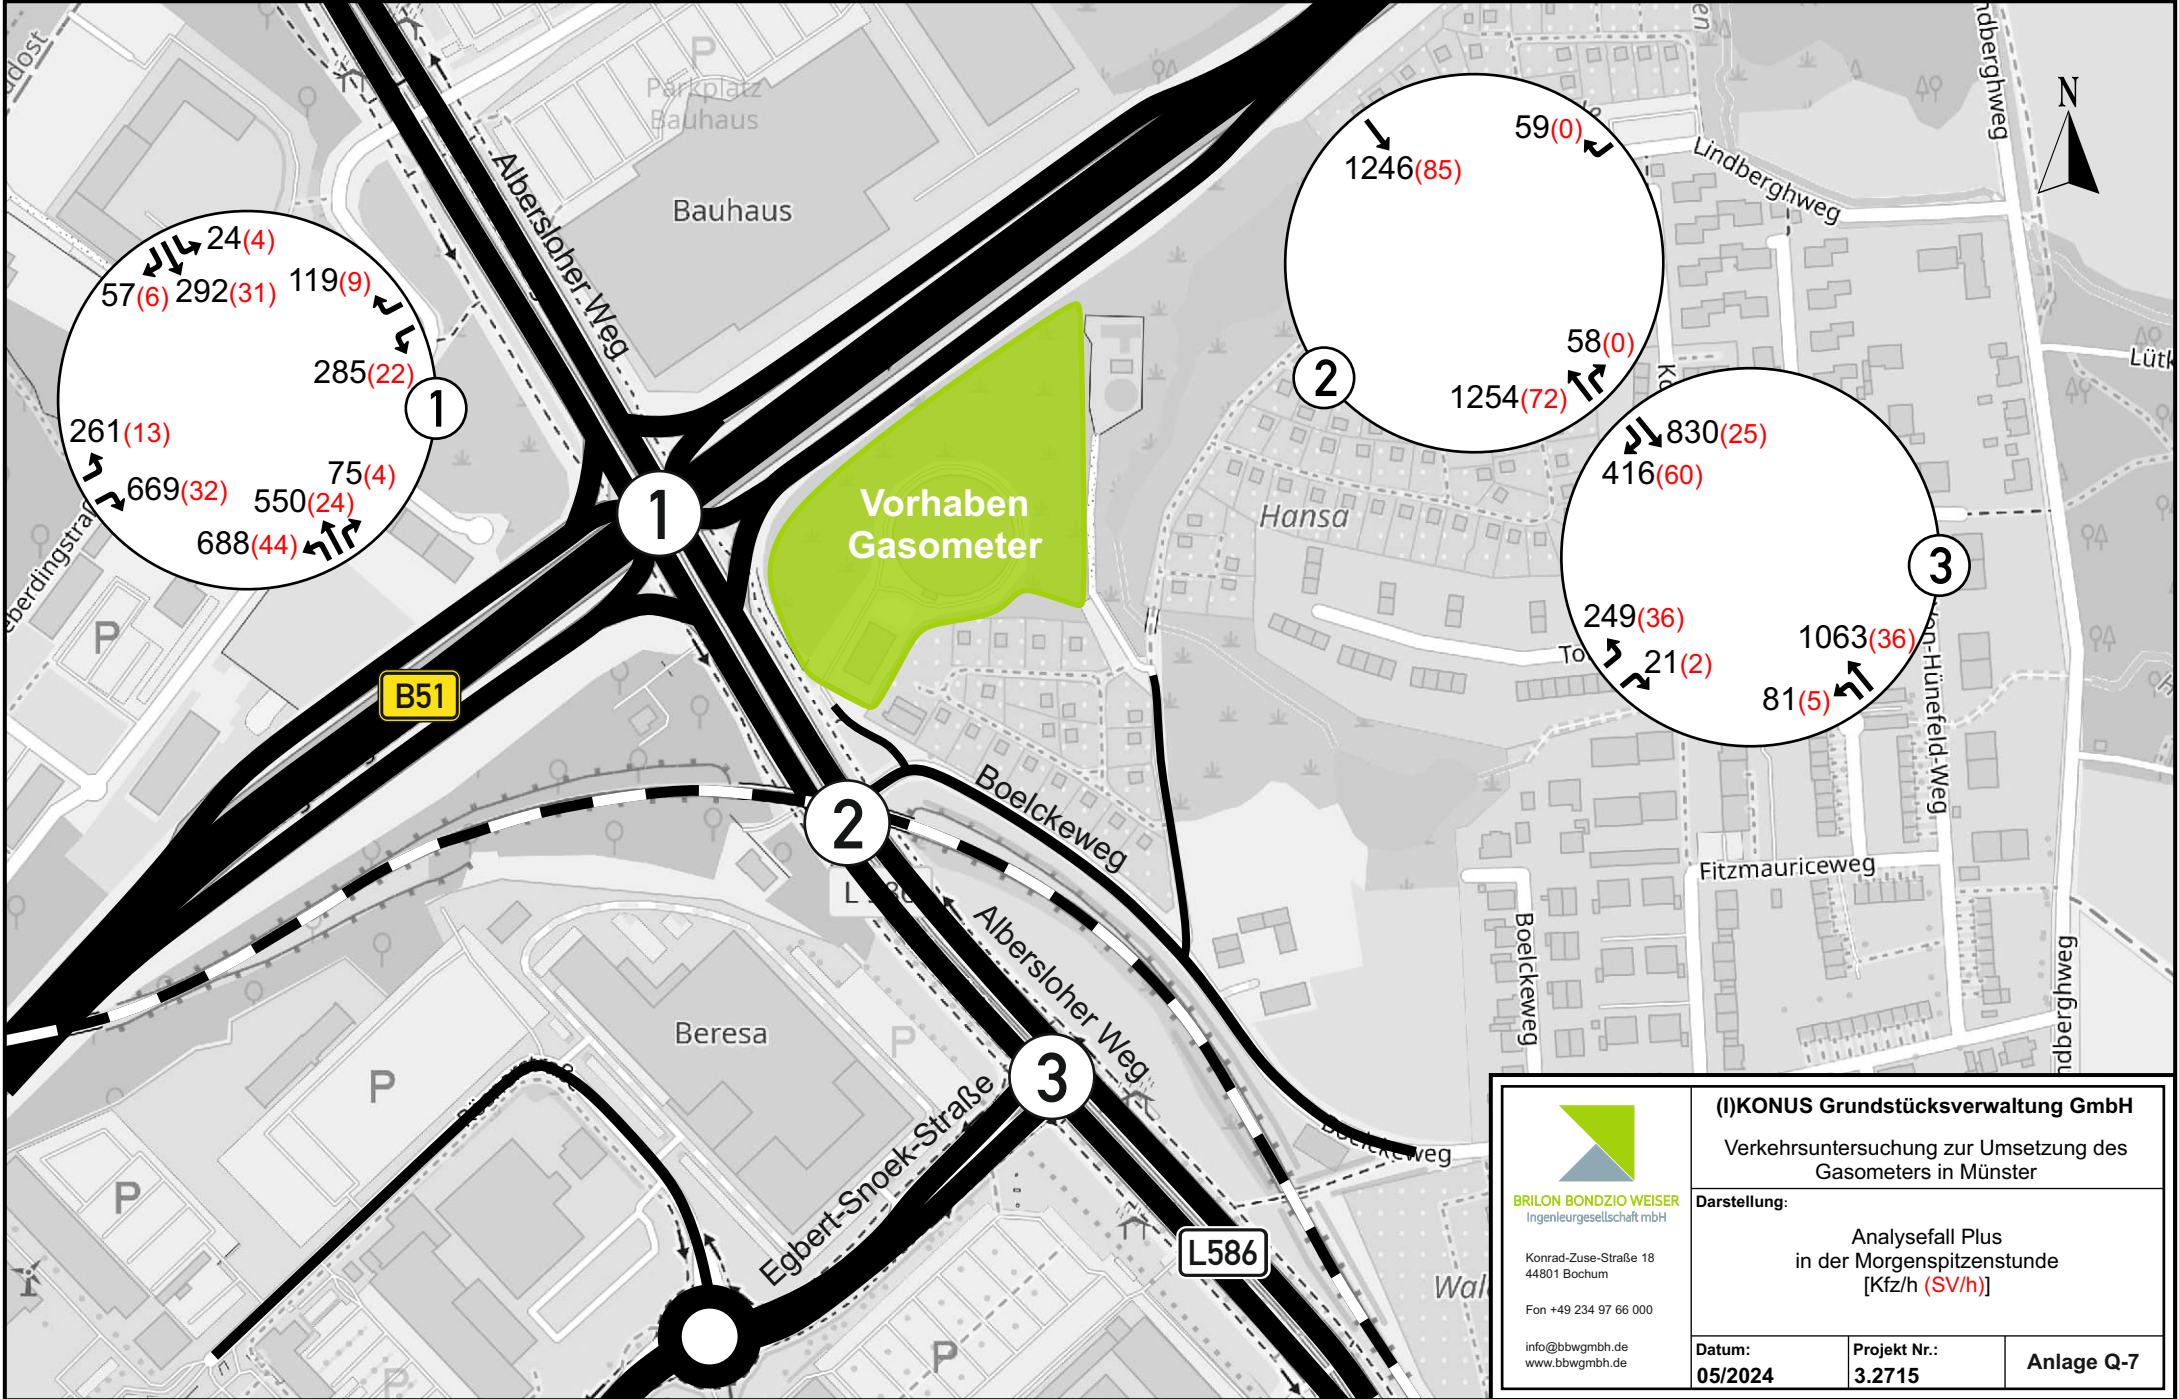 Parkplatz
Bauhaus
Bauhaus
Albersloher Weg
P
N
Lindberghweg
Lindberghweg
24(4)
57(6) 292(31)
119(9)
285(22)
1
261(13)
669(32)
75(4)
550(24)
688(44)
59(0)
1246(85)
58(0)
1254(72)
2
830(25)
416(60)
249(36)
21(2)
1063(36)
81(5)
3
Vorhaben
Gasometer
Hansa
1
B51
P
2
Boelckeweg
Fitzmauriceweg
Boelckeweg
Albersloher Weg
Beresa
P
P
3
Egbert-Snoek-Straße
P
L586
Boelckeweg
P
P
(I)KONUS Grundstücksverwaltung GmbH
Verkehrsuntersuchung zur Umsetzung des
Gasometers in Münster
BRILON BONDZIO WEISER
Ingenieurgesellschaft mbH
Konrad-Zuse-Straße 18
44801 Bochum
Fon +49 234 97 66 000
info@bbwgmbh.de
www.bbwgmbh.de
Darstellung:
Analysefall Plus
in der Morgenspitzenstunde
[Kfz/h (SV/h)]
Datum:
05/2024
Projekt Nr.:
3.2715
Anlage Q-7